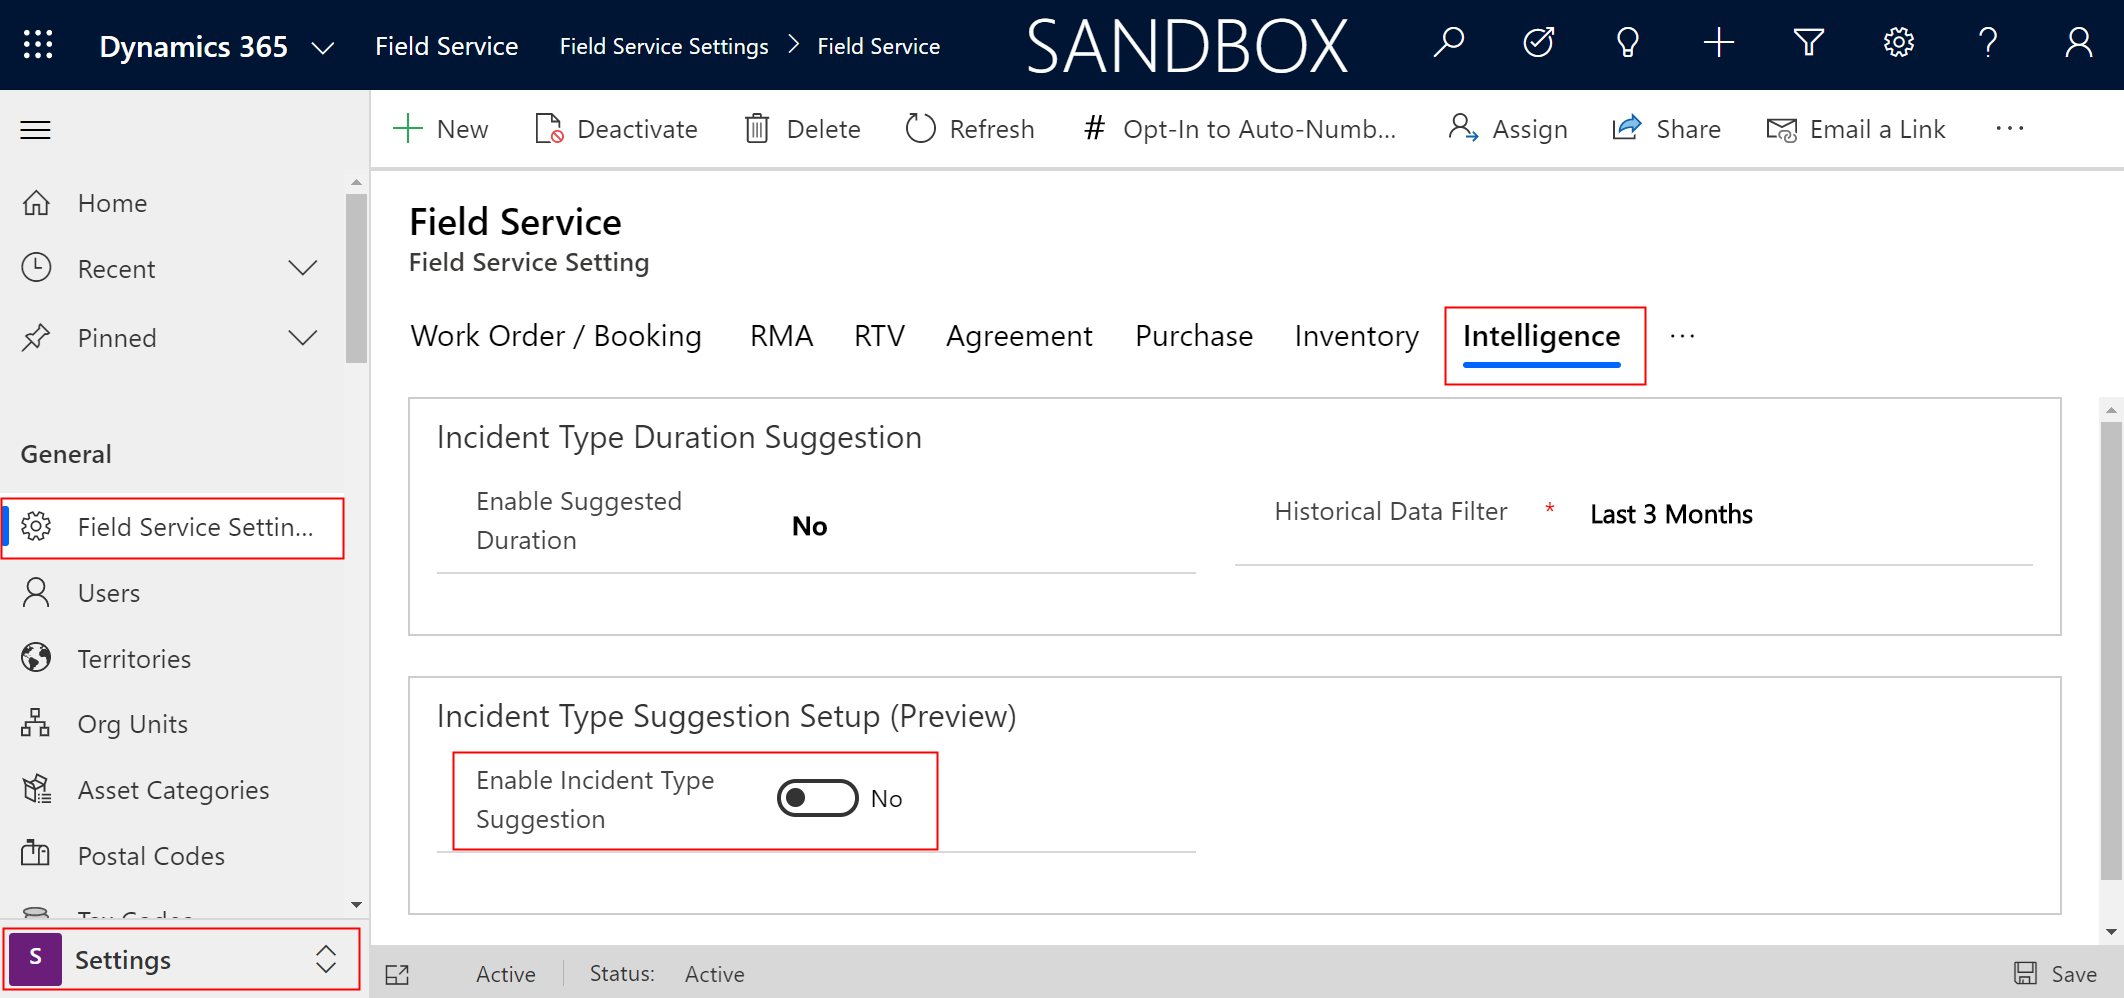 Dynamics 365 Field Service Field Service Settings > Field Service SANDBOX
New Deactivate Delete Refresh # Opt-In to Auto-Numb... Assign Share Email a Link ...
Home
Recent
Pinned
General
Field Service Settin...
Users
Territories
Org Units
Asset Categories
Postal Codes
Tax Codes
S Settings
Field Service
Field Service Setting
Work Order / Booking RMA RTV Agreement Purchase Inventory Intelligence ...
Incident Type Duration Suggestion
Enable Suggested
Duration
No
Historical Data Filter * Last 3 Months
Incident Type Suggestion Setup (Preview)
Enable Incident Type
Suggestion
No
Active Status: Active Save